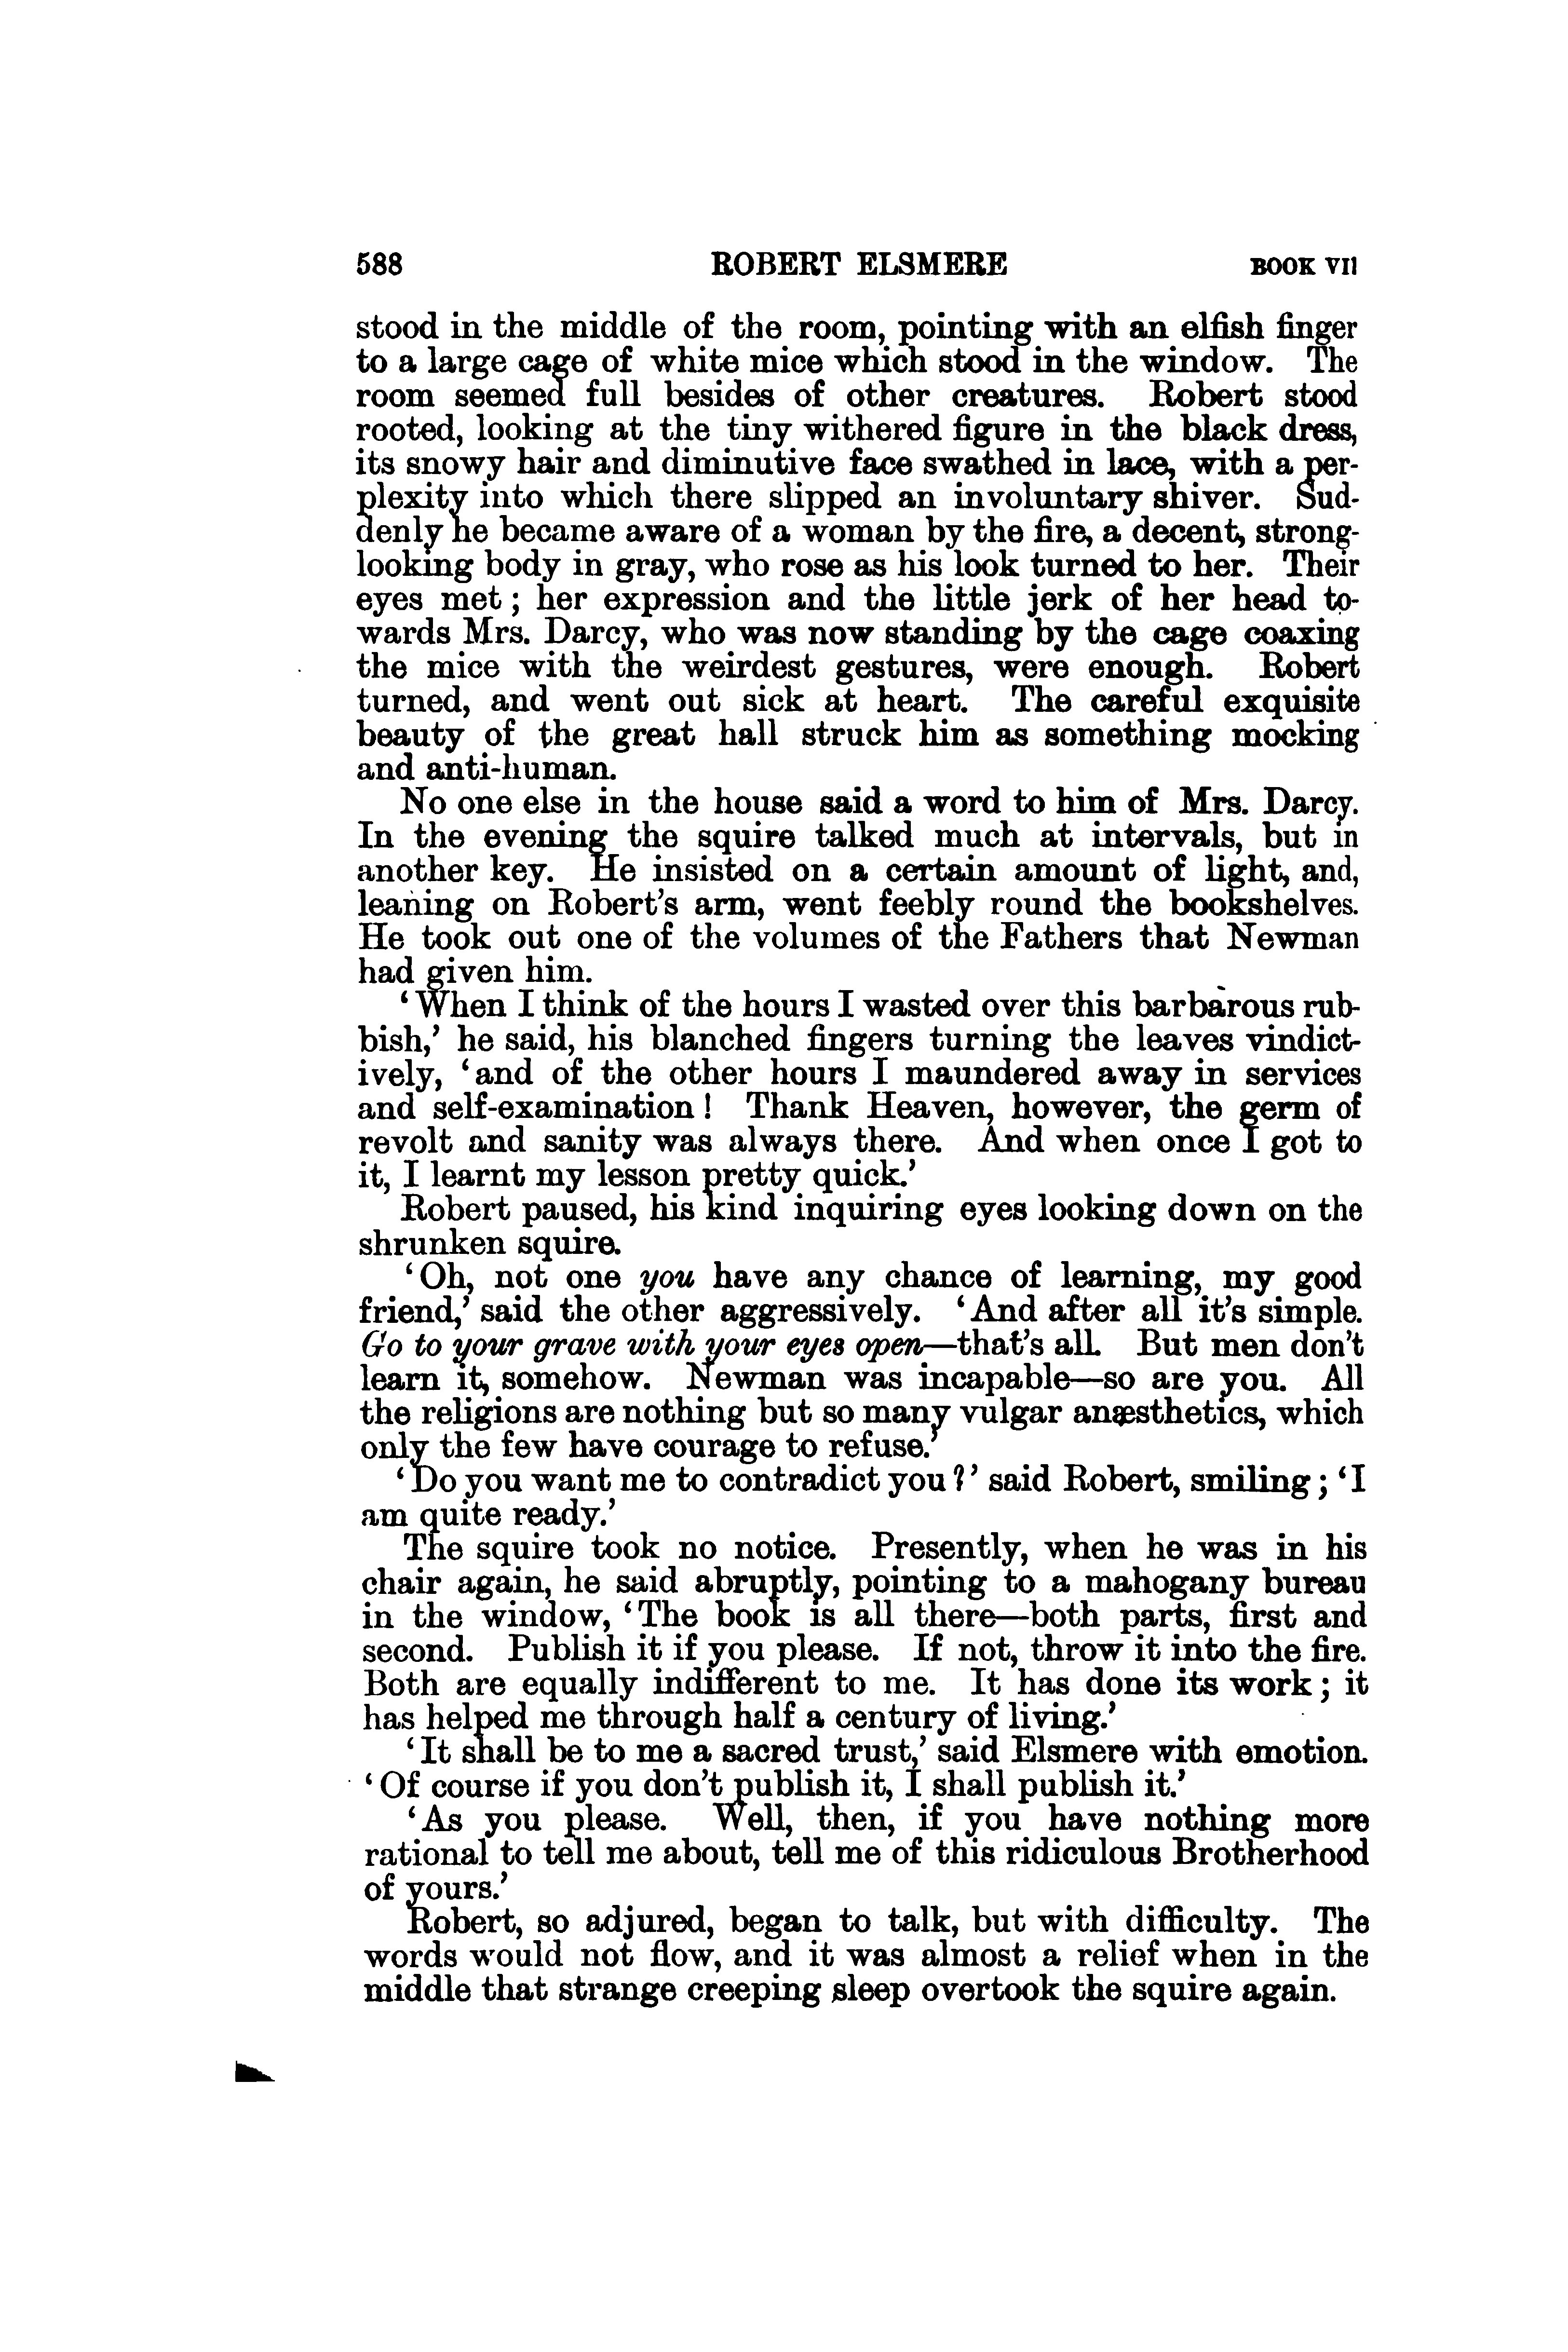 588 ROBERT ELSMERE BOOK VII
stood in the middle of the room, pointing with an elfish finger
to a large cage of white mice which stood in the window. The
room seemed full besides of other creatures. Robert stood
rooted, looking at the tiny withered figure in the black dress,
its snowy hair and diminutive face swathed in lace, with a per-
plexity into which there slipped an involuntary shiver. Sud-
denly he became aware of a woman by the fire, a decent, strong-
looking body in gray, who rose as his look turned to her. Their
eyes met; her expression and the little jerk of her head to-
wards Mrs. Darcy, who was now standing by the cage coaxing
the mice with the weirdest gestures, were enough. Robert
turned, and went out sick at heart. The careful exquisite
beauty of the great hall struck him as something mocking
and anti-human.
No one else in the house said a word to him of Mrs. Darcy.
In the evening the squire talked much at intervals, but in
another key. He insisted on a certain amount of light, and,
leaning on Robert's arm, went feebly round the bookshelves.
He took out one of the volumes of the Fathers that Newman
had given him.
'When I think of the hours I wasted over this barbarous rub-
bish,' he said, his blanched fingers turning the leaves vindict-
ively, 'and of the other hours I maundered away in services
and self-examination! Thank Heaven, however, the germ of
revolt and sanity was always there. And when once I got to
it, I learnt my lesson pretty quick.'
Robert paused, his kind inquiring eyes looking down on the
shrunken squire.
'Oh, not one you have any chance of learning, my good
friend,' said the other aggressively. 'And after all it's simple.
Go to your grave with your eyes open—that's all. But men don't
learn it, somehow. Newman was incapable—so are you. All
the religions are nothing but so many vulgar anæsthetics, which
only the few have courage to refuse.'
'Do you want me to contradict you?' said Robert, smiling; 'I
am quite ready.'
The squire took no notice. Presently, when he was in his
chair again, he said abruptly, pointing to a mahogany bureau
in the window, 'The book is all there—both parts, first and
second. Publish it if you please. If not, throw it into the fire.
Both are equally indifferent to me. It has done its work; it
has helped me through half a century of living.'
'It shall be to me a sacred trust,' said Elsmere with emotion.
'Of course if you don't publish it, I shall publish it.'
'As you please. Well, then, if you have nothing more
rational to tell me about, tell me of this ridiculous Brotherhood
of yours.'
Robert, so adjured, began to talk, but with difficulty. The
words would not flow, and it was almost a relief when in the
middle that strange creeping sleep overtook the squire again.